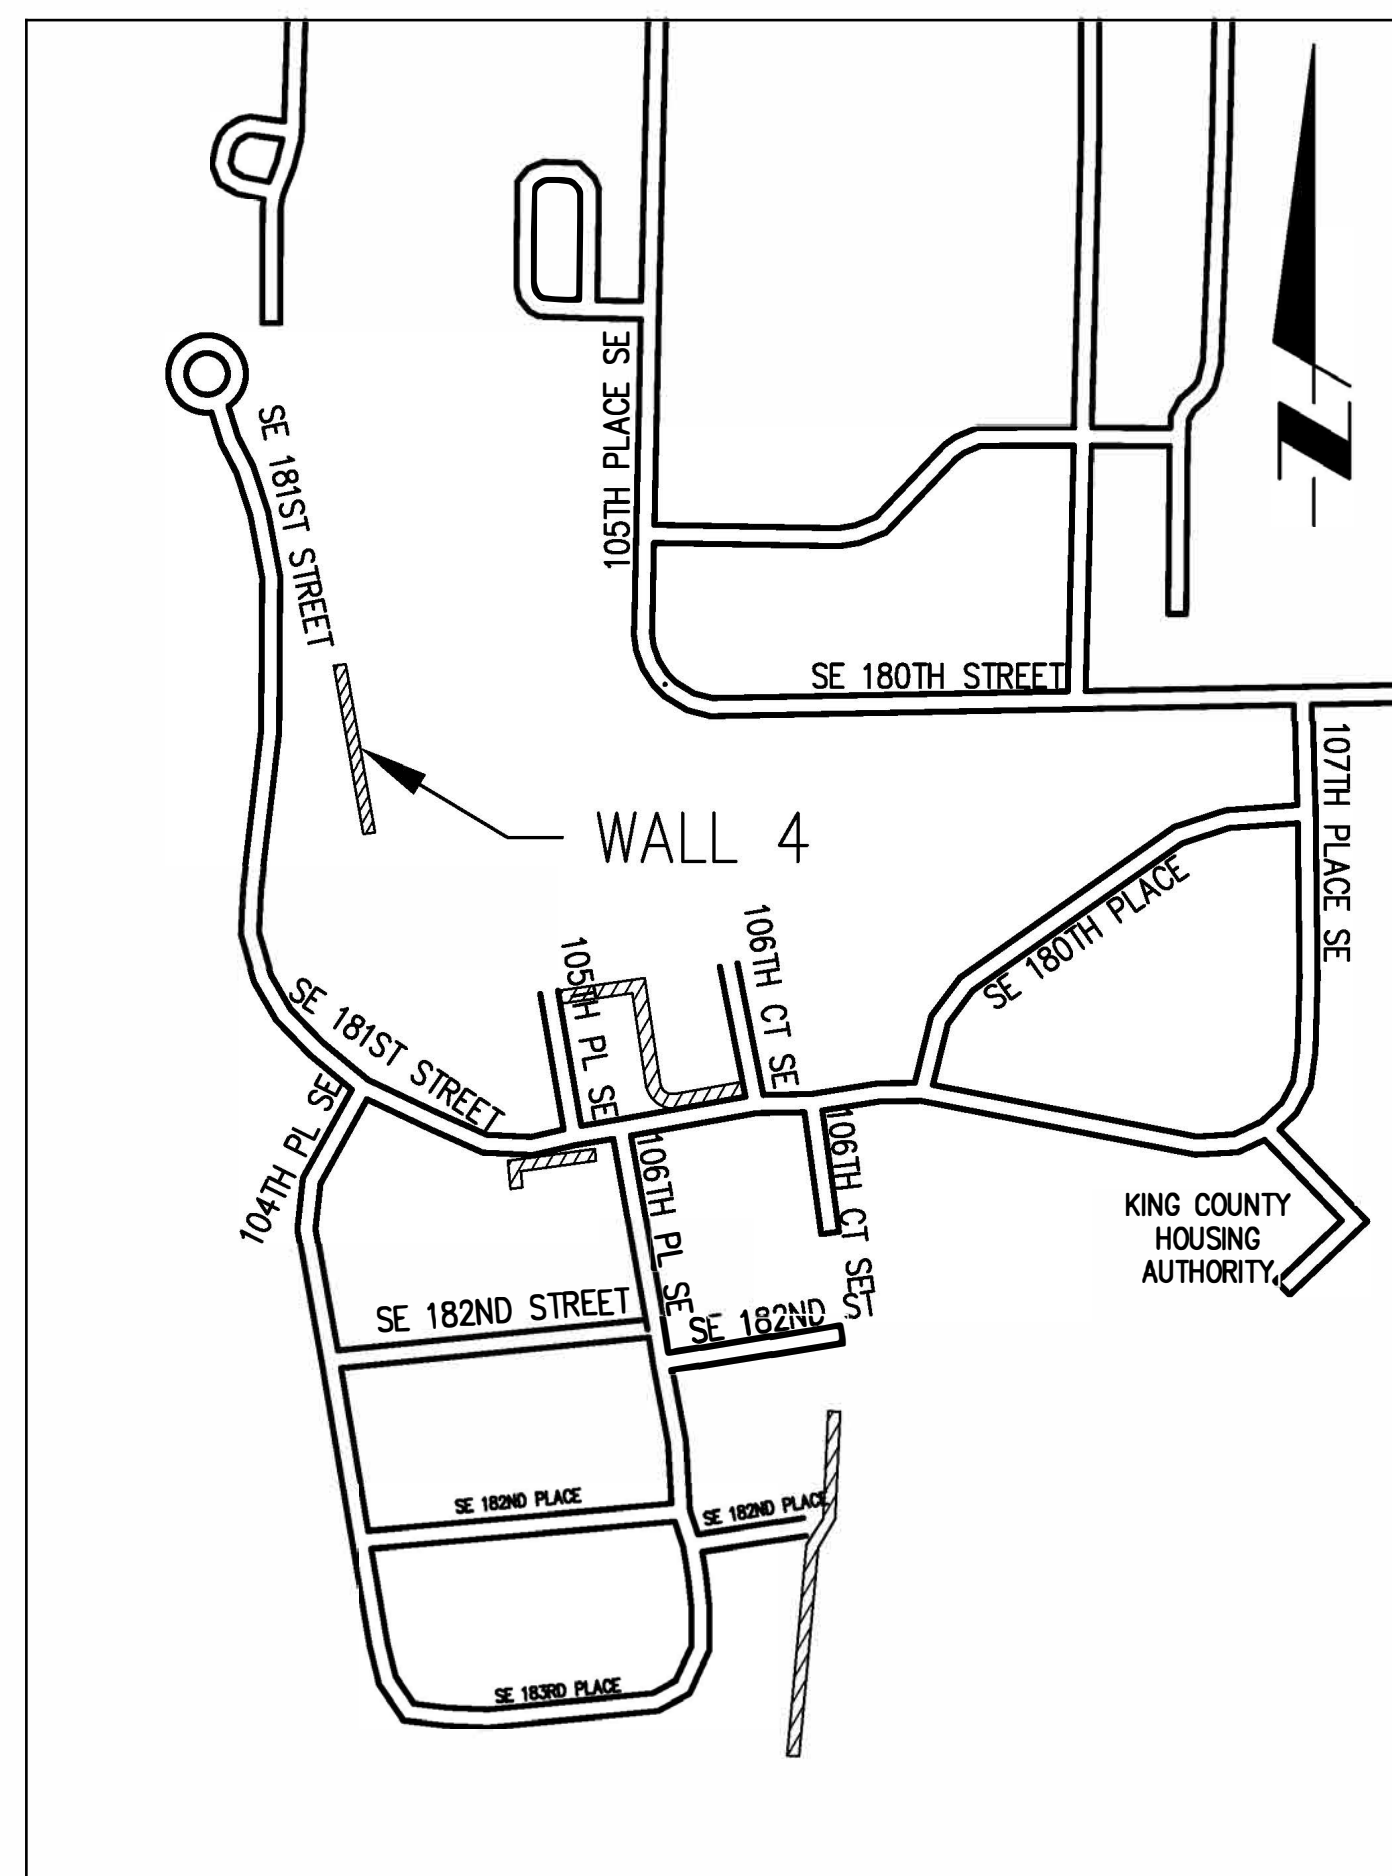 105TH PLACE SE
SE 181ST STREET
SE 180TH STREET
107TH PLACE SE
WALL 4
SE 180TH PLACE
106TH CT SE
105TH PL SE
SE 181ST STREET
104TH PL SE
106TH PL SE
106TH CT SE
KING COUNTY
HOUSING
AUTHORITY
SE 182ND STREET
SE 182ND ST
SE 182ND PLACE
SE 182ND PLACE
SE 183RD PLACE